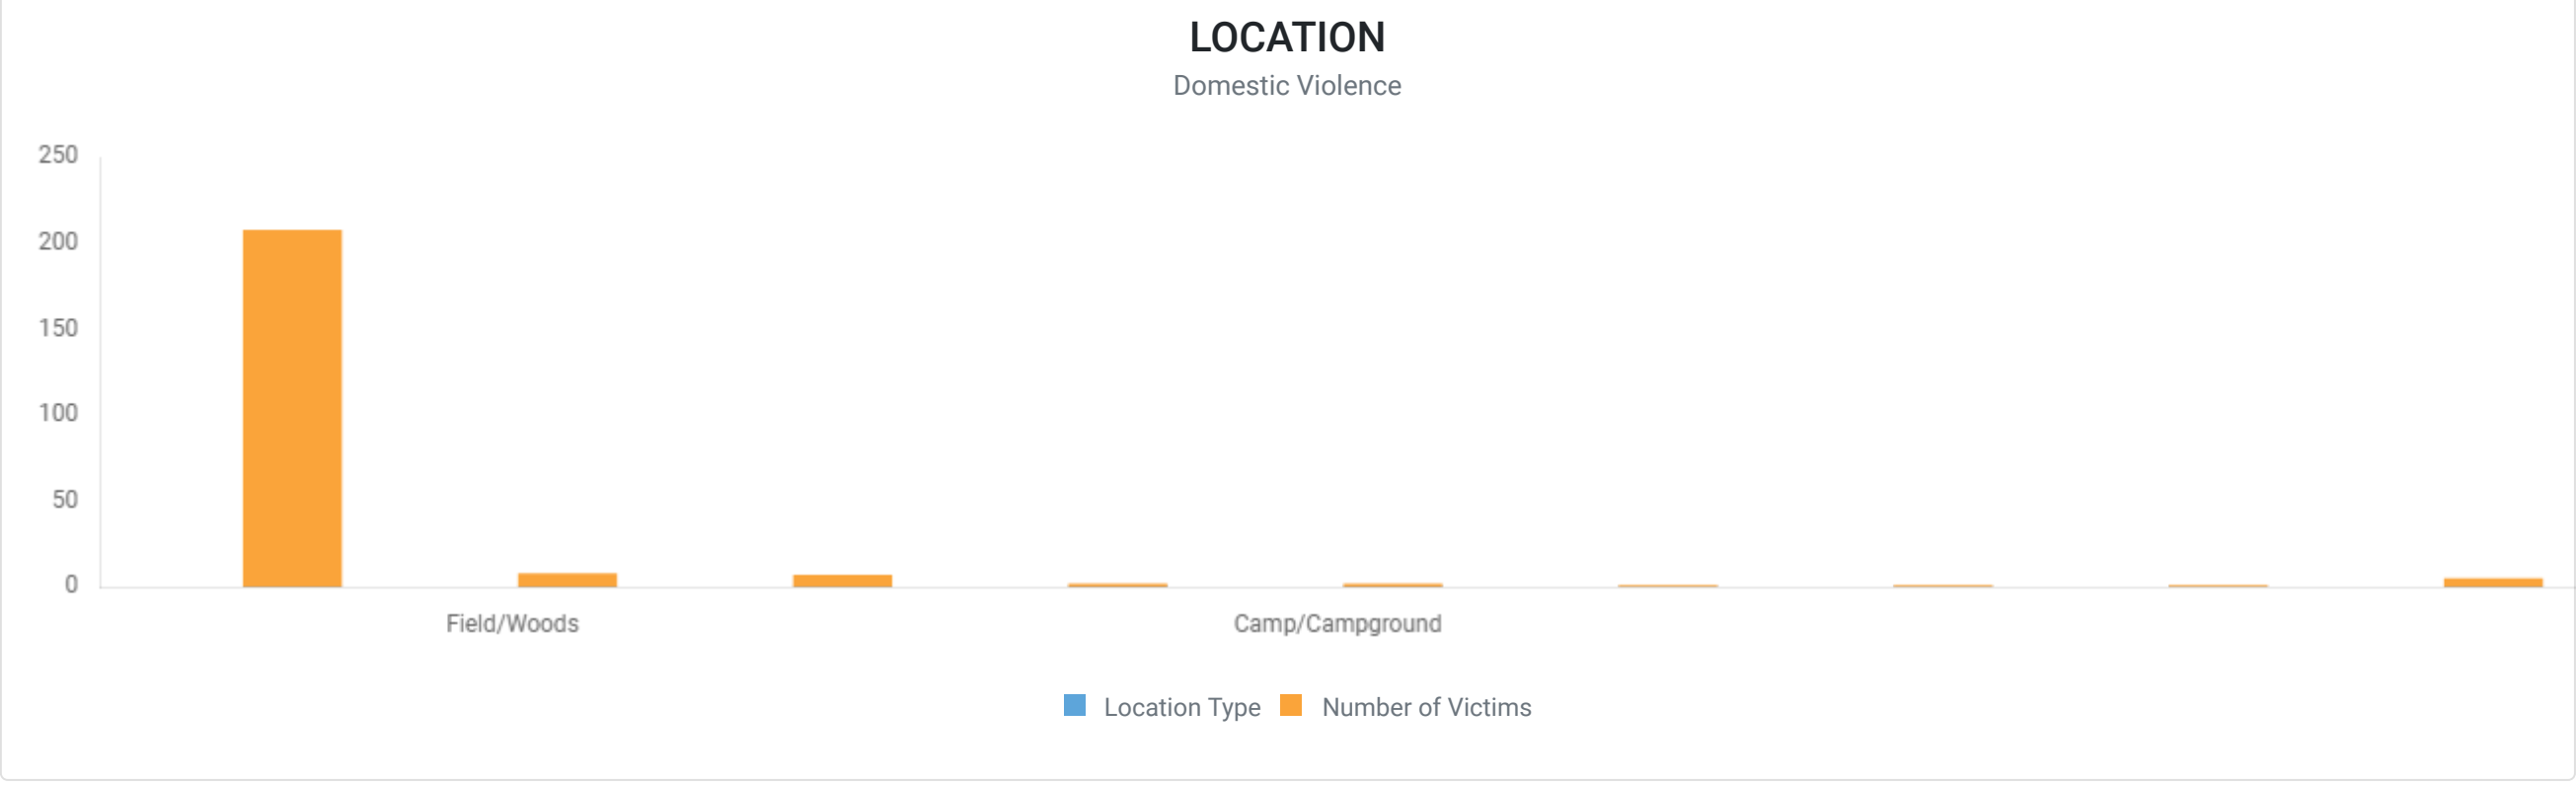 LOCATION
Domestic Violence
250
200
150
100
50
0
Field/Woods
Camp/Campground
Location Type
Number of Victims